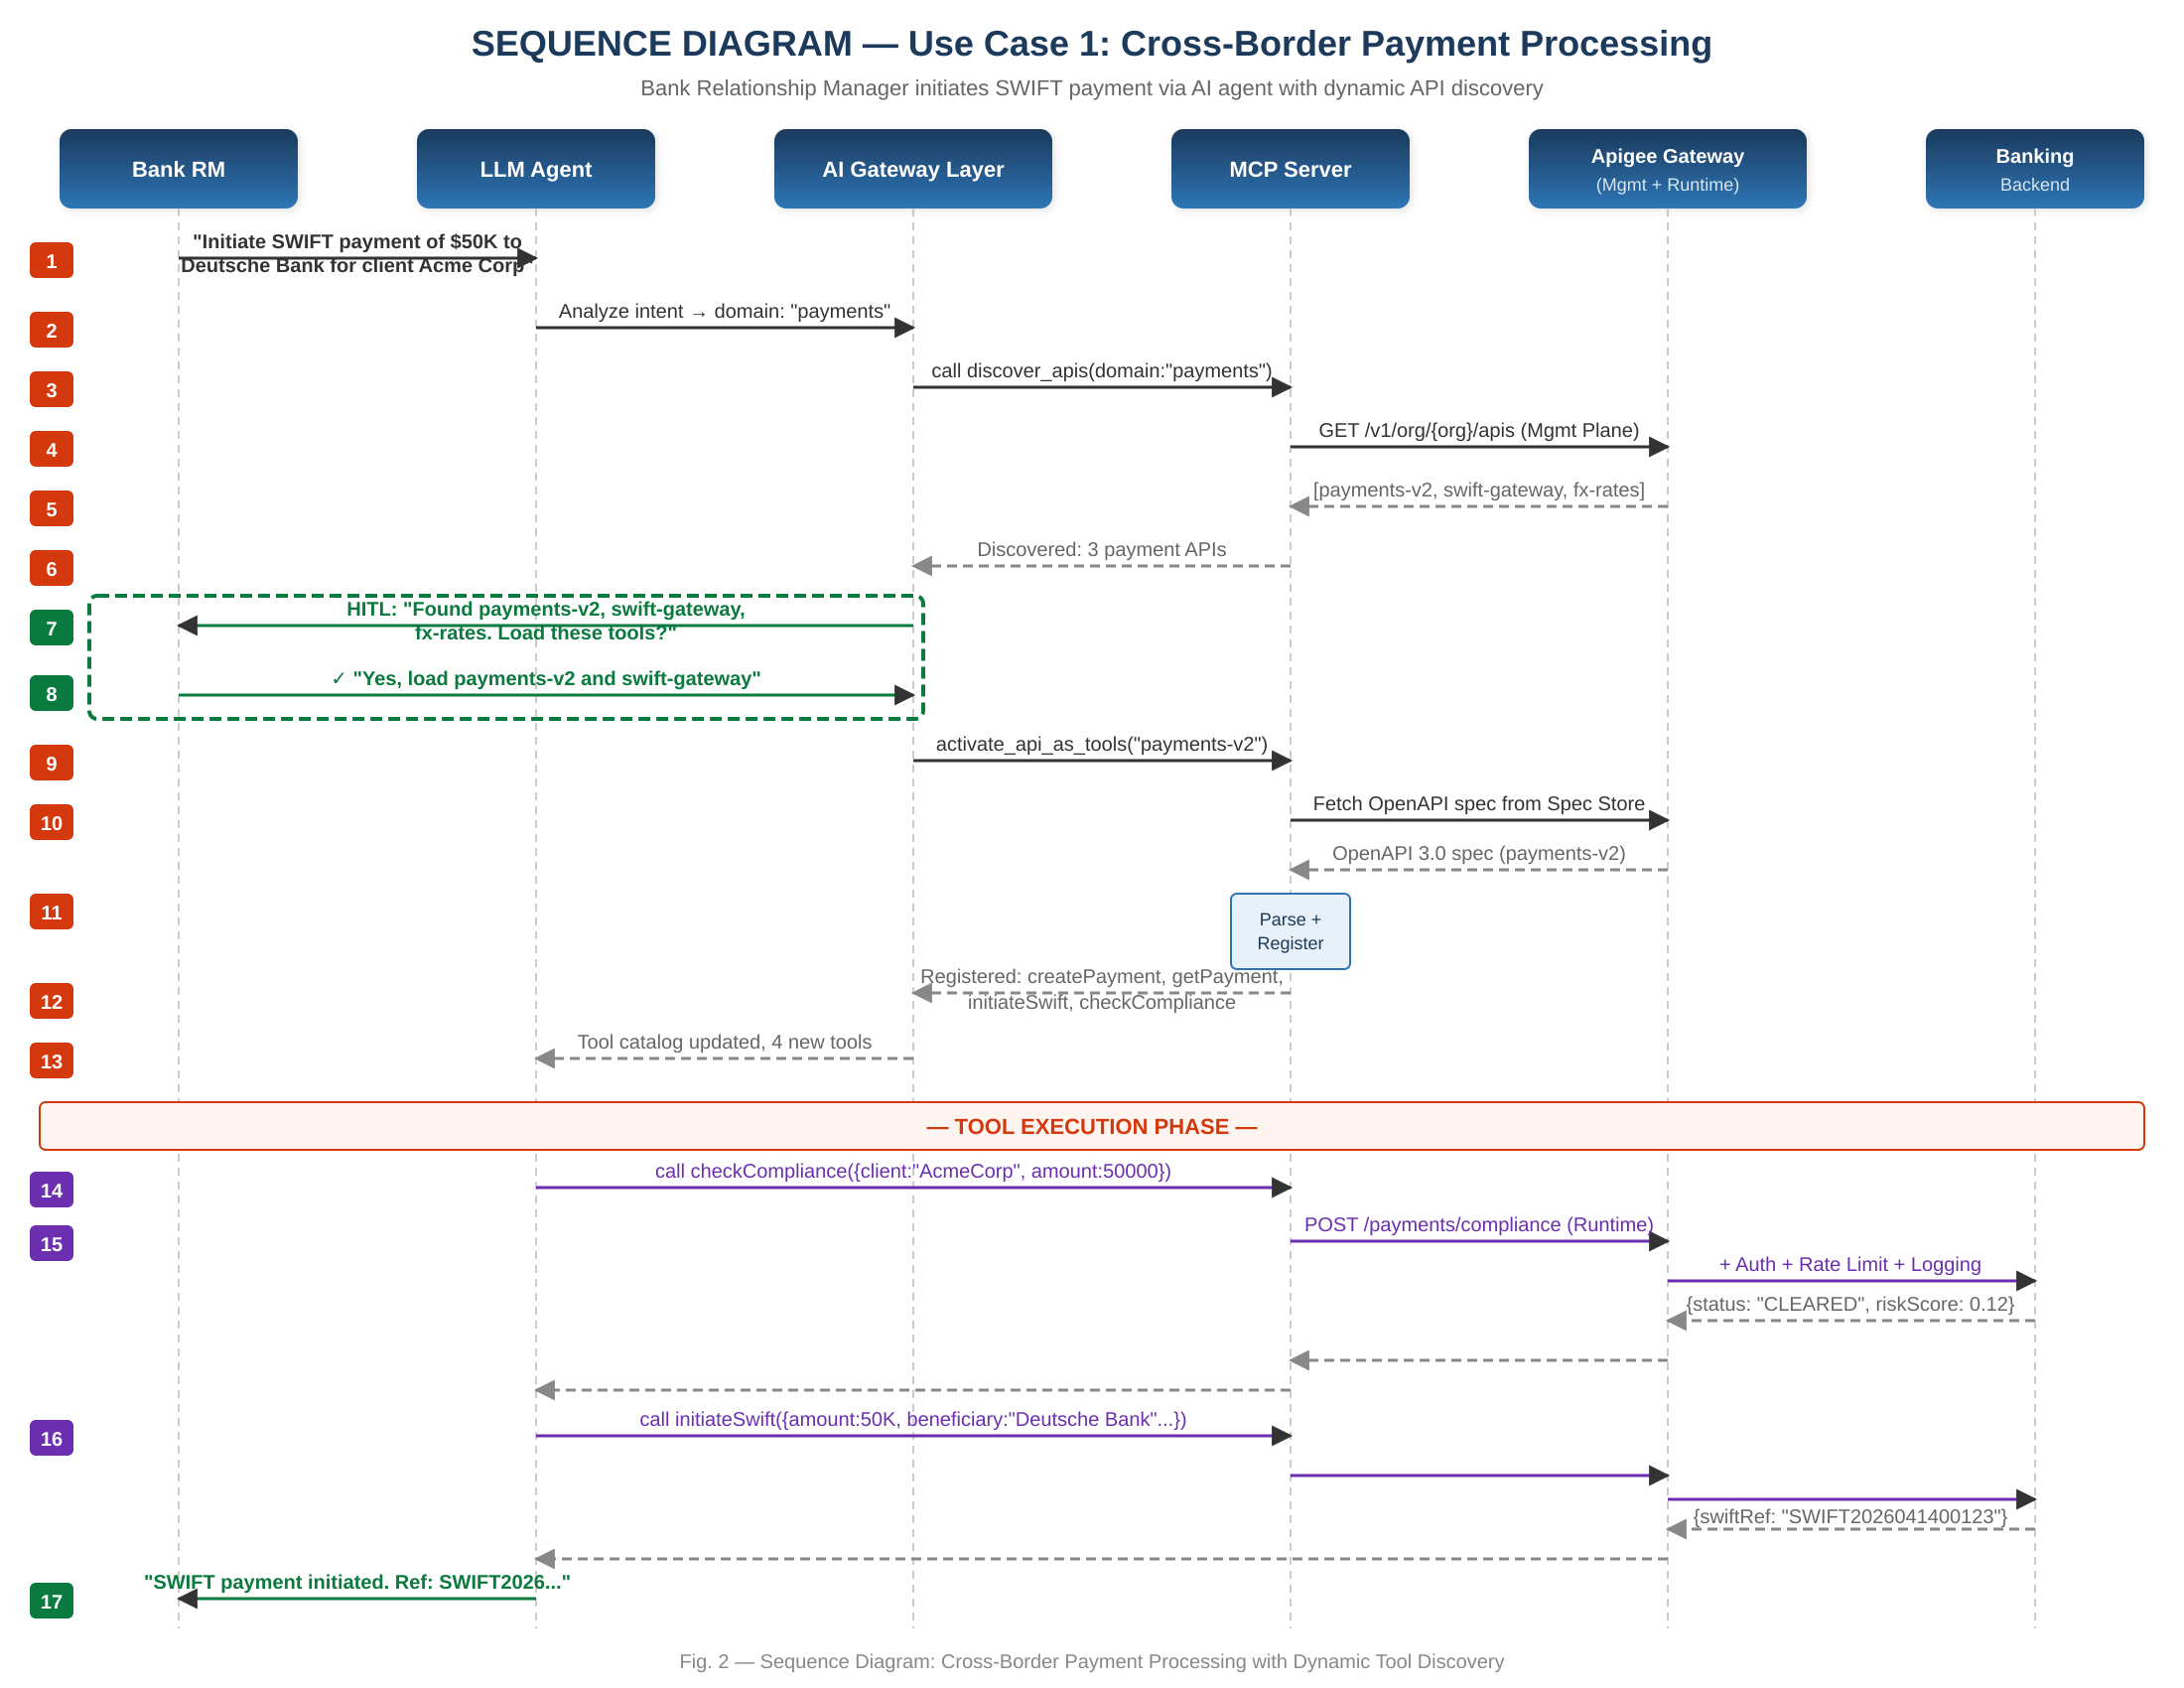 SEQUENCE DIAGRAM — Use Case 1: Cross-Border Payment Processing
Bank Relationship Manager initiates SWIFT payment via AI agent with dynamic API discovery
Bank RM
LLM Agent
AI Gateway Layer
MCP Server
Apigee Gateway
(Mgmt + Runtime)
Banking
Backend
1
"Initiate SWIFT payment of $50K to
Deutsche Bank for client Acme Corp"
2
Analyze intent → domain: "payments"
3
call discover_apis(domain:"payments")
4
GET /v1/org/{org}/apis (Mgmt Plane)
5
[payments-v2, swift-gateway, fx-rates]
6
Discovered: 3 payment APIs
7
HITL: "Found payments-v2, swift-gateway,
fx-rates. Load these tools?"
8
✓ "Yes, load payments-v2 and swift-gateway"
9
activate_api_as_tools("payments-v2")
10
Fetch OpenAPI spec from Spec Store
OpenAPI 3.0 spec (payments-v2)
11
Parse +
Register
12
Registered: createPayment, getPayment,
initiateSwift, checkCompliance
13
Tool catalog updated, 4 new tools
— TOOL EXECUTION PHASE —
14
call checkCompliance({client:"AcmeCorp", amount:50000})
15
POST /payments/compliance (Runtime)
+ Auth + Rate Limit + Logging
{status: "CLEARED", riskScore: 0.12}
16
call initiateSwift({amount:50K, beneficiary:"Deutsche Bank"...})
{swiftRef: "SWIFT2026041400123"}
17
"SWIFT payment initiated. Ref: SWIFT2026..."
Fig. 2 — Sequence Diagram: Cross-Border Payment Processing with Dynamic Tool Discovery